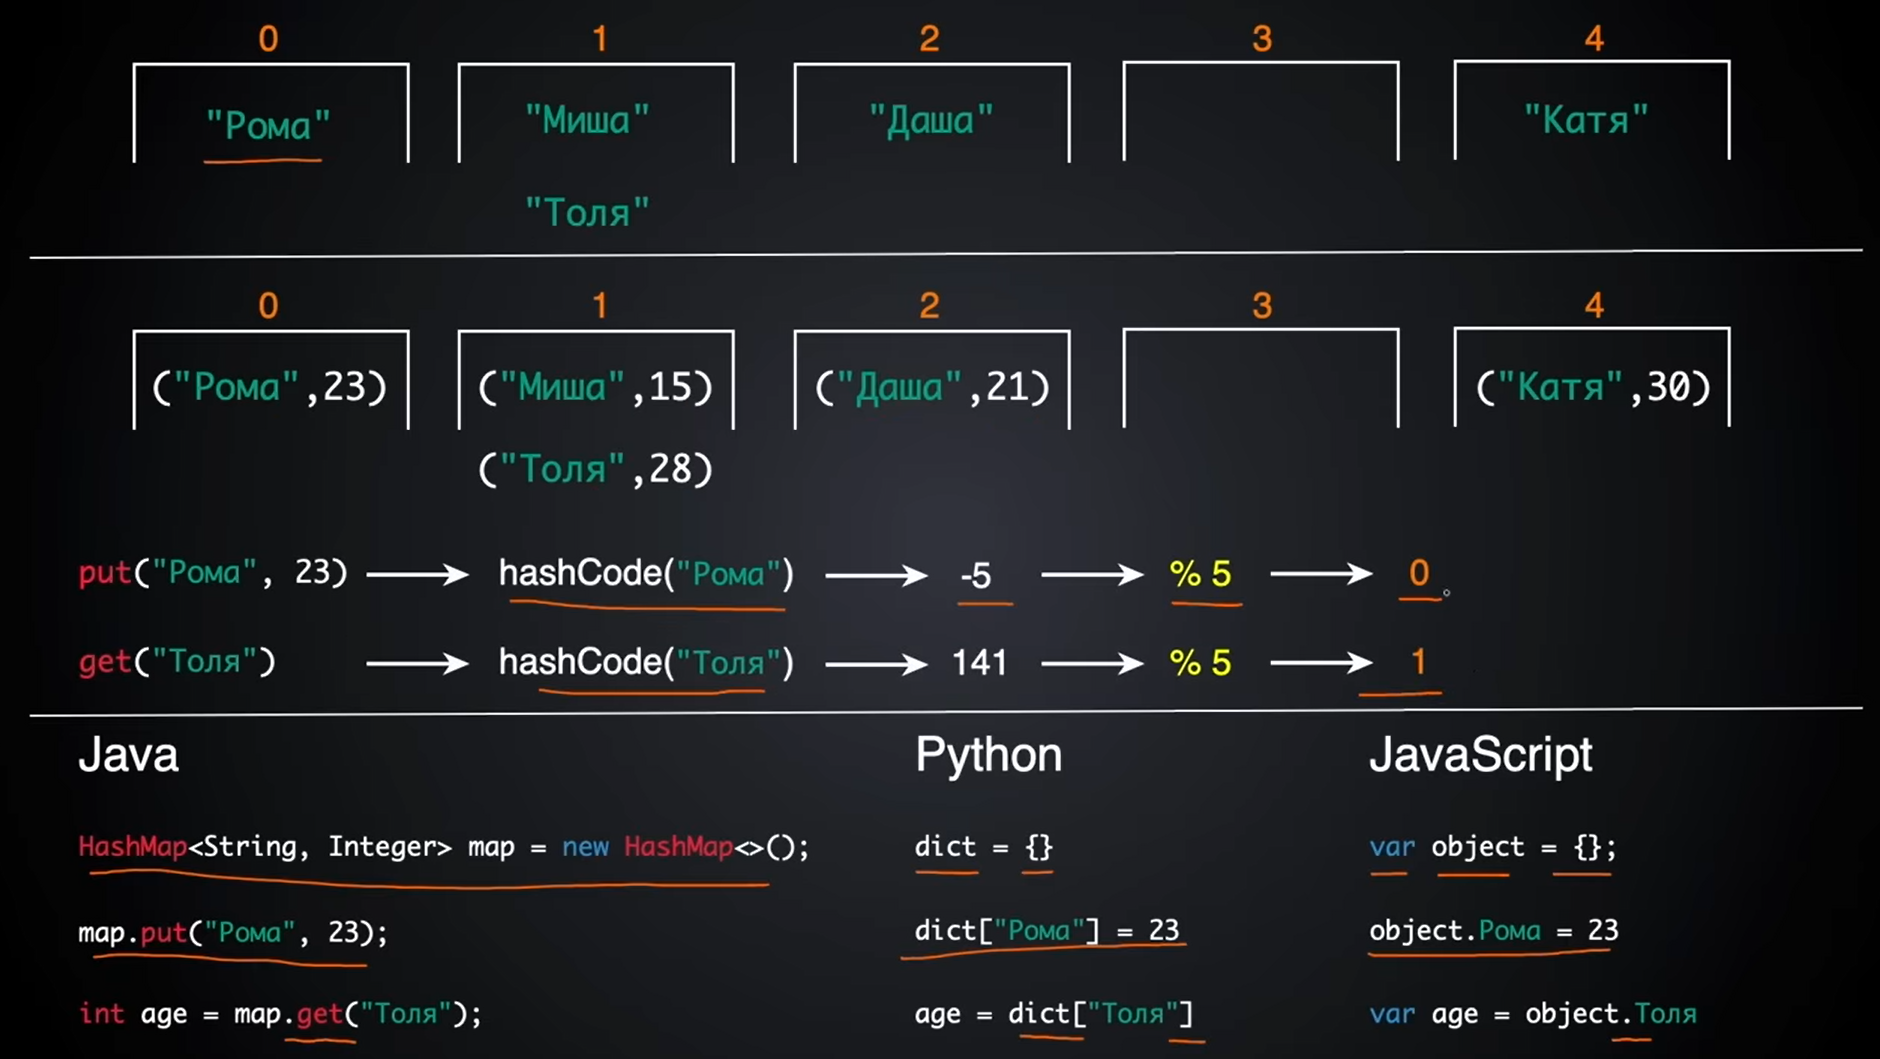 0 1 2 3 4
"Рома" "Миша" "Даша" "Катя"
"Толя"
0 1 2 3 4
("Рома",23) ("Миша",15) ("Даша",21) ("Катя",30)
("Толя",28)
put("Рома", 23) hashCode("Рома") -5 % 5 0
get("Толя") hashCode("Толя") 141 % 5 1
Java Python JavaScript
HashMap<String, Integer> map = new HashMap<>(); dict = {} var object = {};
map.put("Рома", 23); dict["Рома"] = 23 object.Рома = 23
int age = map.get("Толя"); age = dict["Толя"] var age = object.Толя